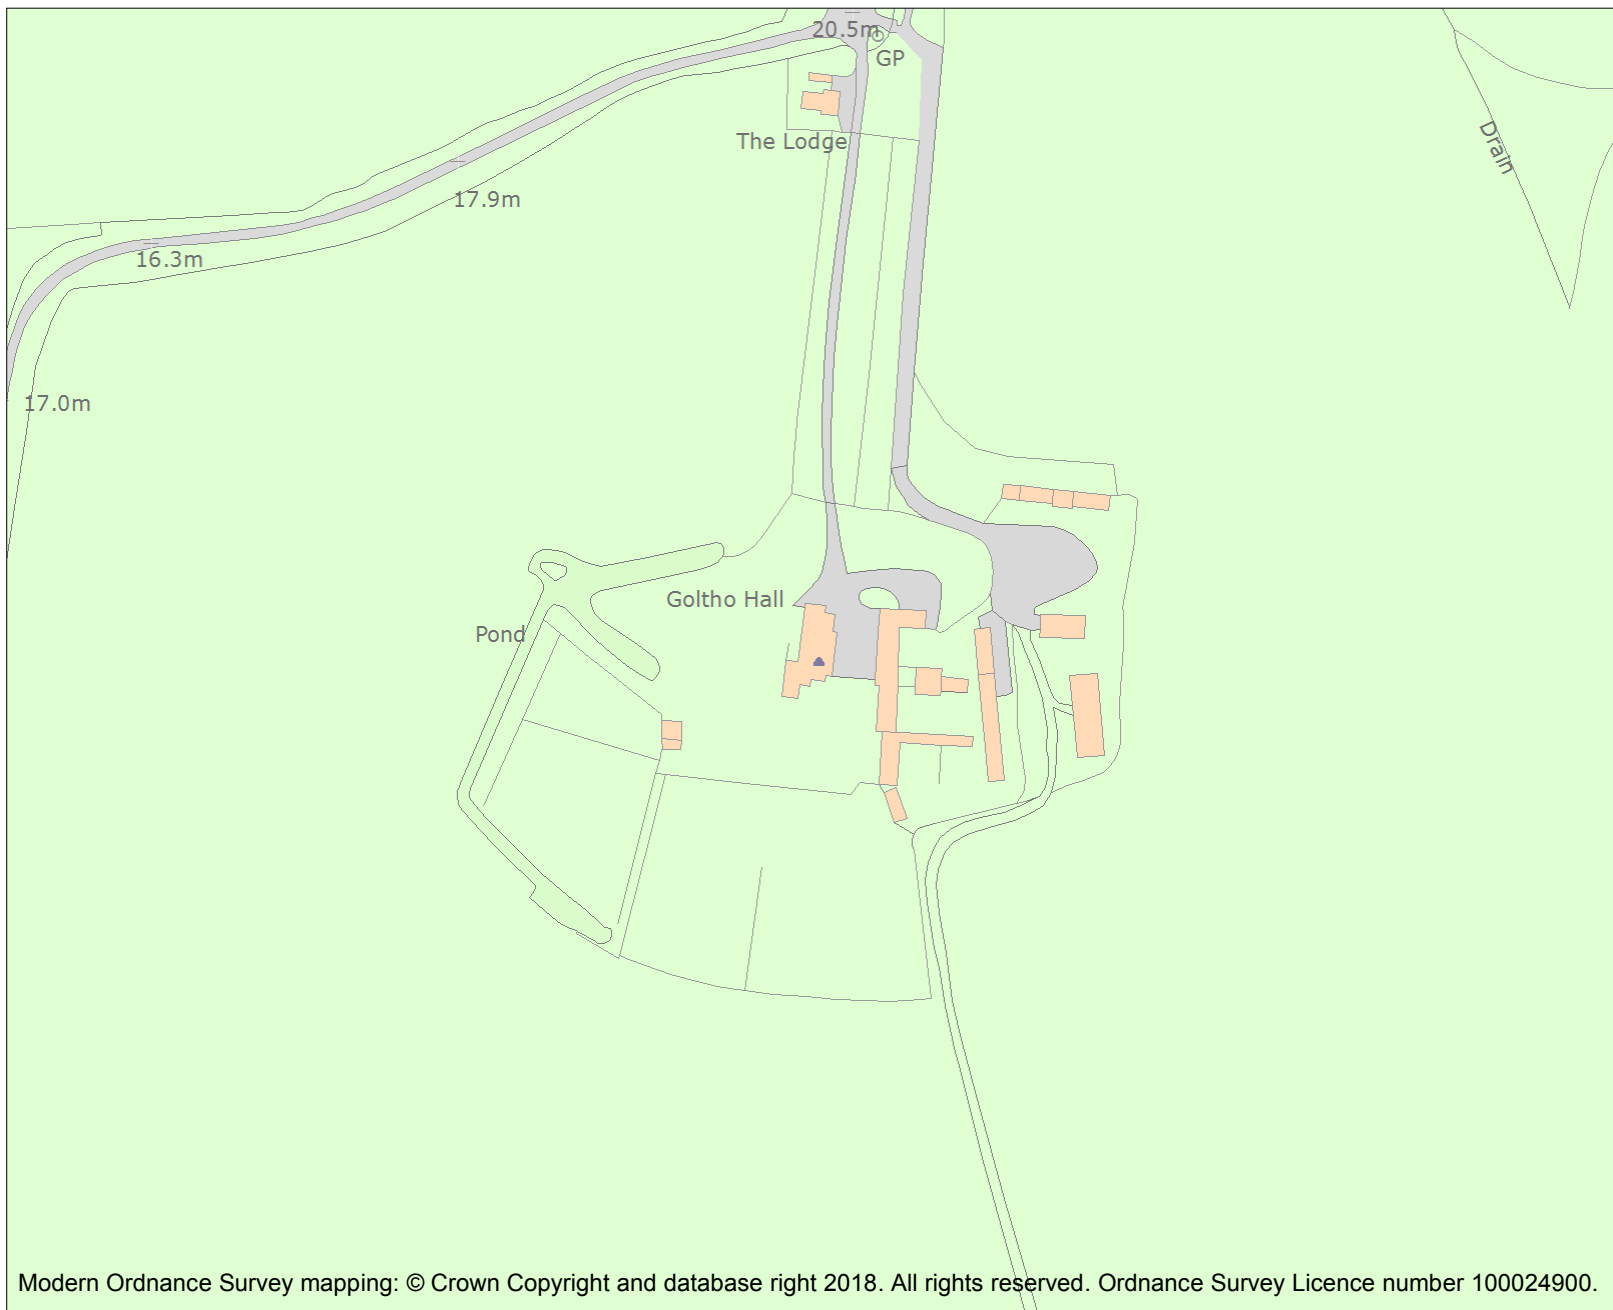 20.5m
GP
The Lodge
Drain
17.9m
16.3m
17.0m
Goltho Hall
Pond
Modern Ordnance Survey mapping: © Crown Copyright and database right 2018. All rights reserved. Ordnance Survey Licence number 100024900.